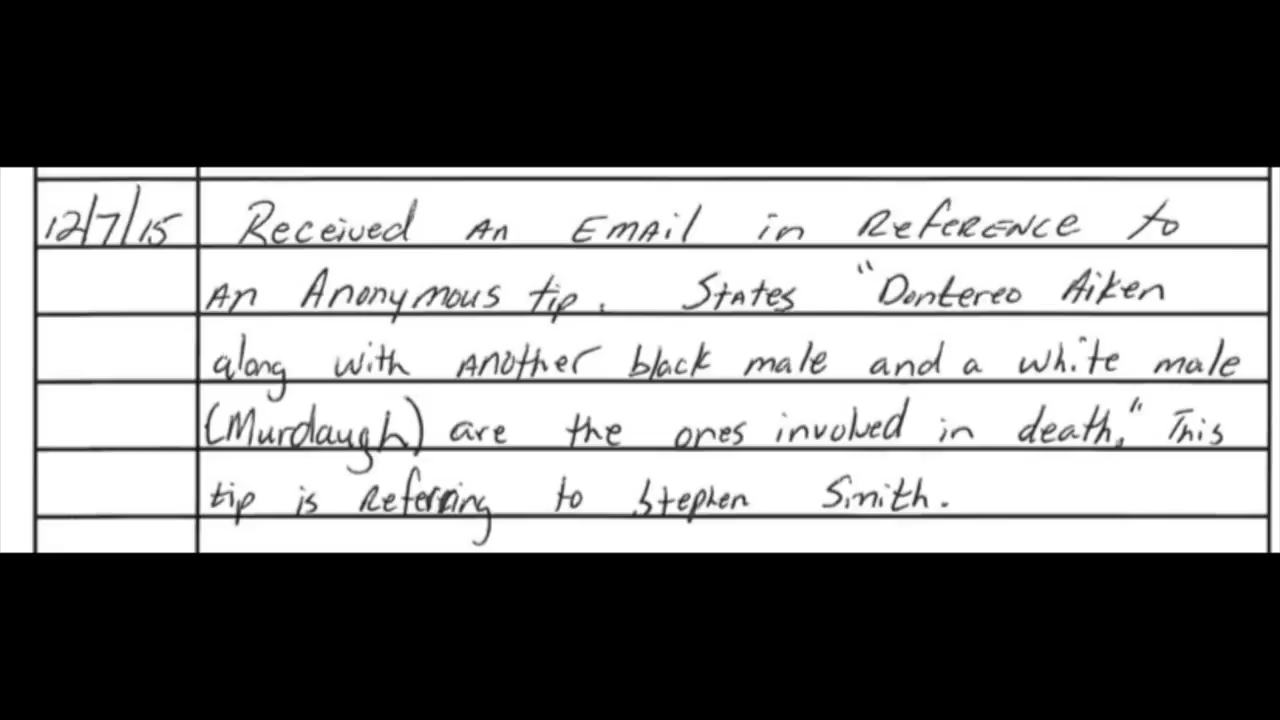 12/7/15 Received An Email in Reference to
An Anonymous tip. States "Dontereo Aiken
along with Another black male and a white male
(Murdaugh) are the ones involved in death," This
tip is Referring to Stephen Smith.